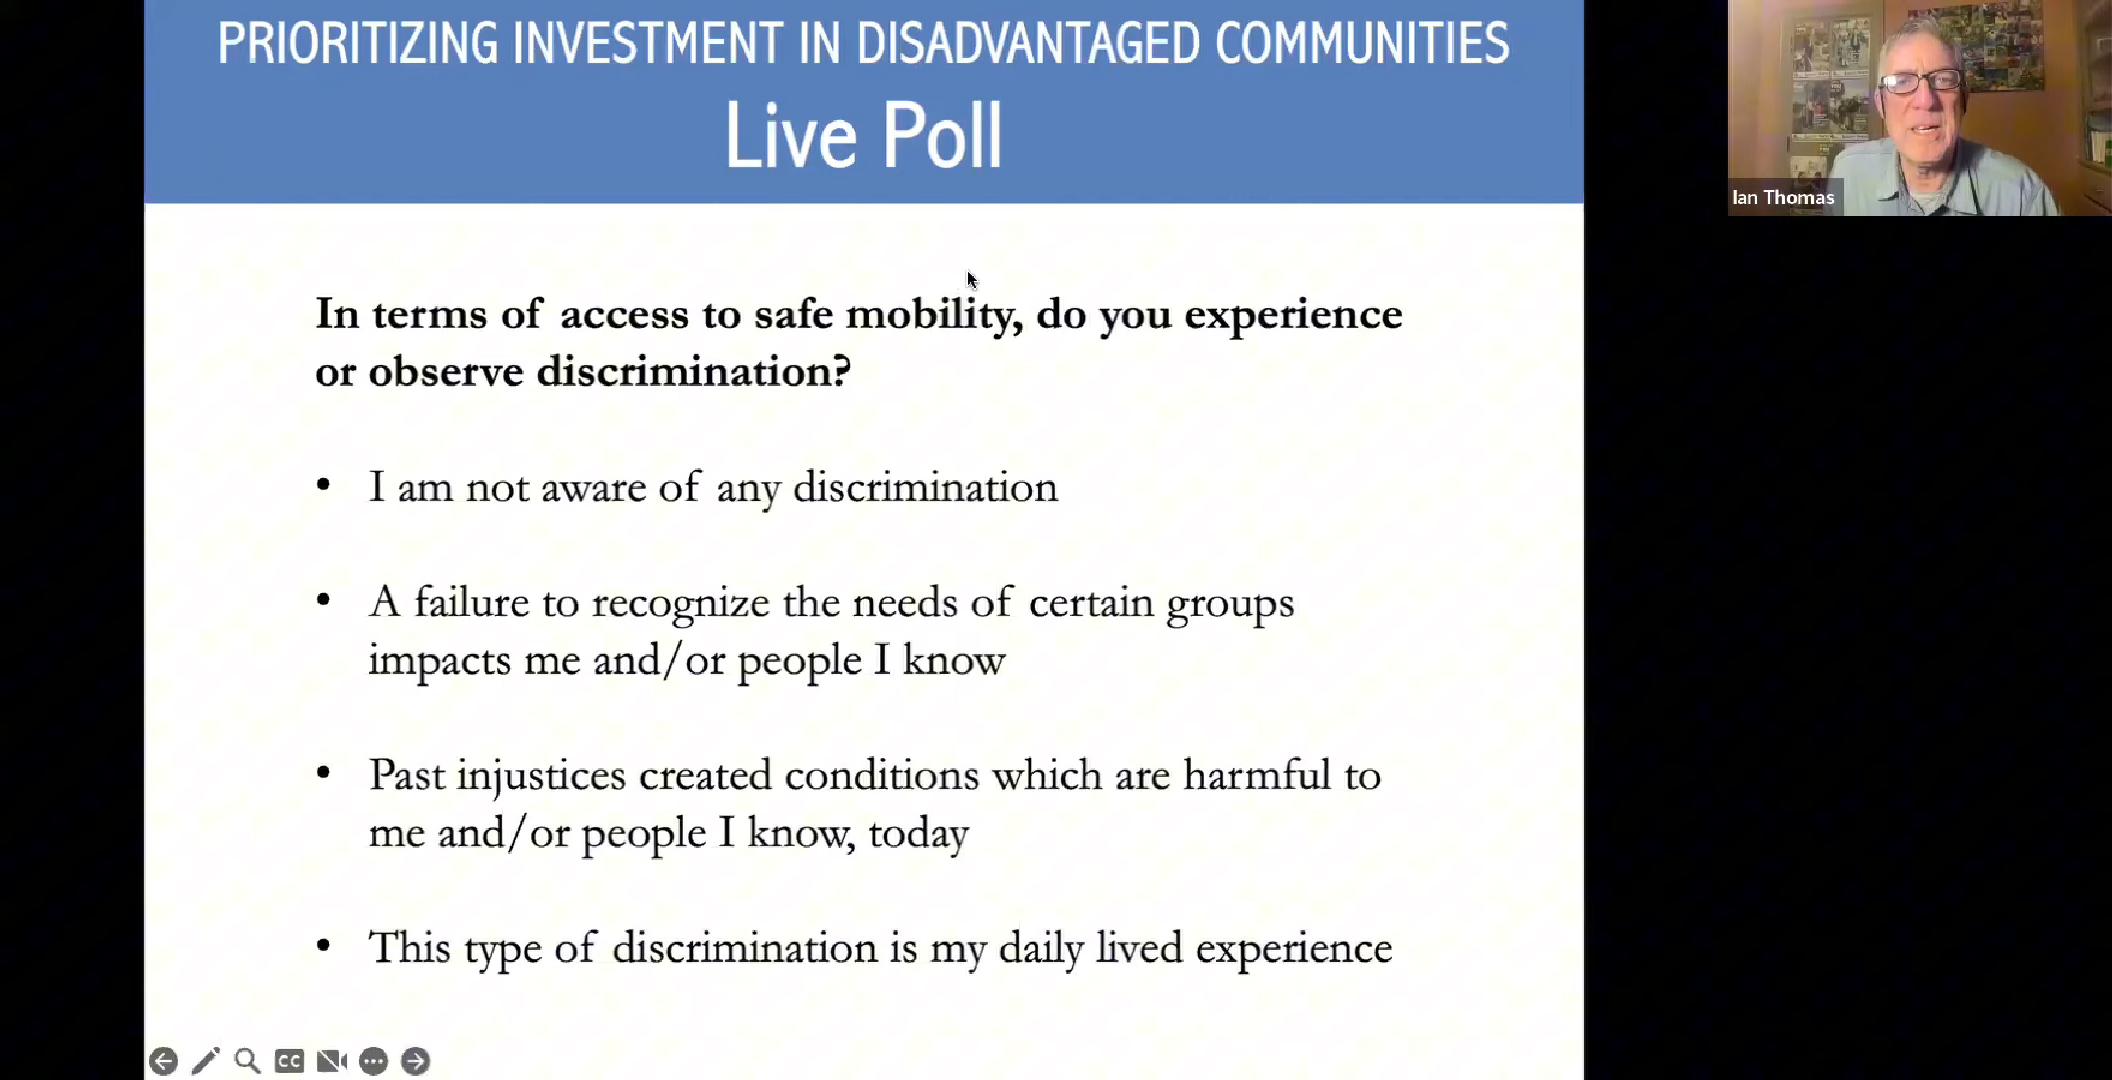 PRIORITIZING INVESTMENT IN DISADVANTAGED COMMUNITIES
Live Poll
Ian Thomas
In terms of access to safe mobility, do you experience
or observe discrimination?
• I am not aware of any discrimination
• A failure to recognize the needs of certain groups
impacts me and/or people I know
• Past injustices created conditions which are harmful to
me and/or people I know, today
• This type of discrimination is my daily lived experience
CC